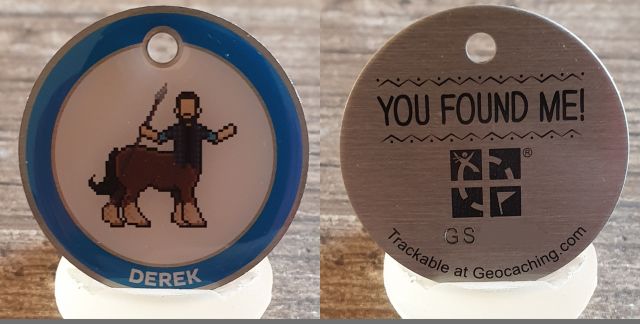 DEREK
YOU FOUND ME!
®
GS
Trackable at Geocaching.com